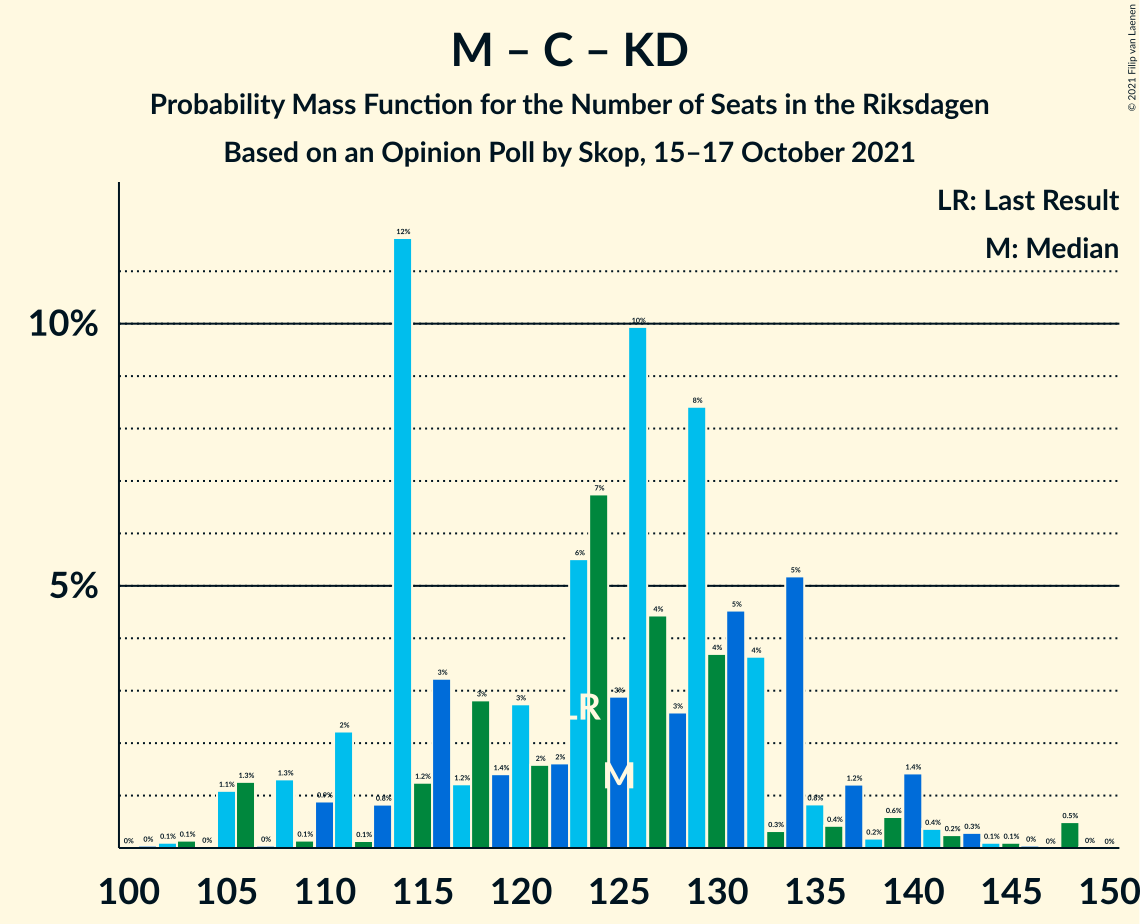 M – C – KD
Probability Mass Function for the Number of Seats in the Riksdagen
Based on an Opinion Poll by Skop, 15–17 October 2021
© 2021 Filip van Laenen
LR: Last Result
M: Median
10%
5%
0% 0% 0.1% 0.1% 0% 1.1% 1.3% 0% 1.3% 0.1% 0.9% 2% 0.1% 0.8% 12% 1.2% 3% 1.2% 3% 1.4% 3% 2% 2% 6% 7% 3% 10% 4% 3% 8% 4% 5% 4% 0.3% 5% 0.8% 0.4% 1.2% 0.2% 0.6% 1.4% 0.4% 0.2% 0.3% 0.1% 0.1% 0% 0% 0.5% 0% 0%
LR
M
100 105 110 115 120 125 130 135 140 145 150